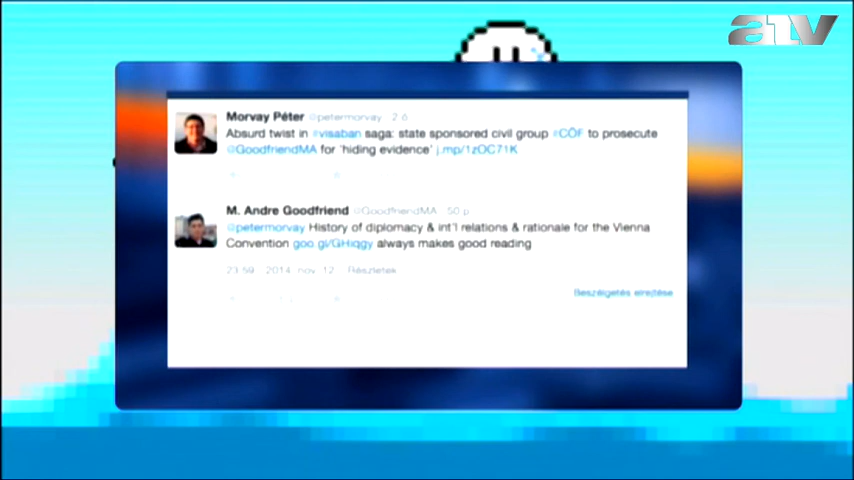 atv
Morvay Péter @petermorvay · 2 ó
Absurd twist in #visaban saga: state sponsored civil group #CÖF to prosecute
@GoodfriendMA for 'hiding evidence' j.mp/1zOC71K
M. Andre Goodfriend @GoodfriendMA · 50 p
@petermorvay History of diplomacy & int'l relations & rationale for the Vienna
Convention goo.gl/GHiqgy always makes good reading
23:59 · 2014. nov. 12. · Részletek
Beszélgetés elrejtése